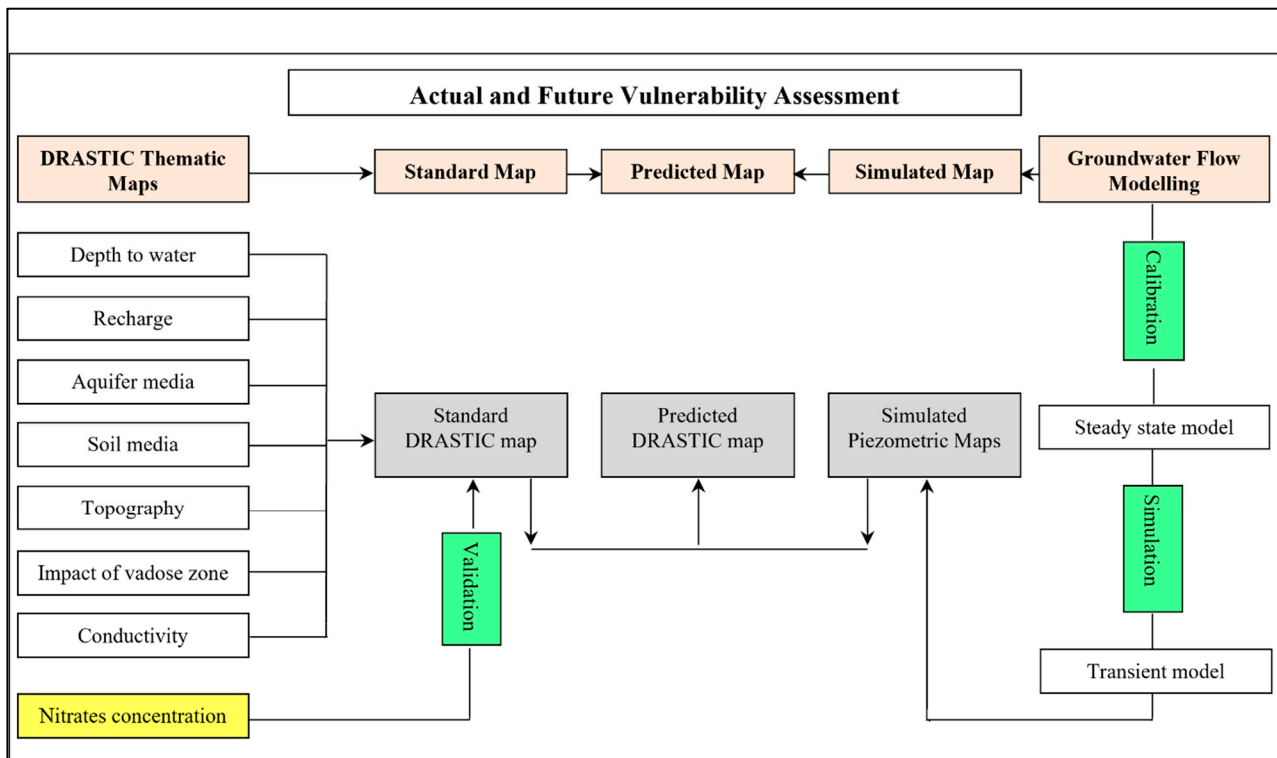 Actual and Future Vulnerability Assessment
DRASTIC Thematic
Maps
Standard Map
Predicted Map
Simulated Map
Groundwater Flow
Modelling
Depth to water
Recharge
Aquifer media
Soil media
Topography
Impact of vadose zone
Conductivity
Nitrates concentration
Standard
DRASTIC map
Validation
Predicted
DRASTIC map
Simulated
Piezometric Maps
Calibration
Steady state model
Simulation
Transient model